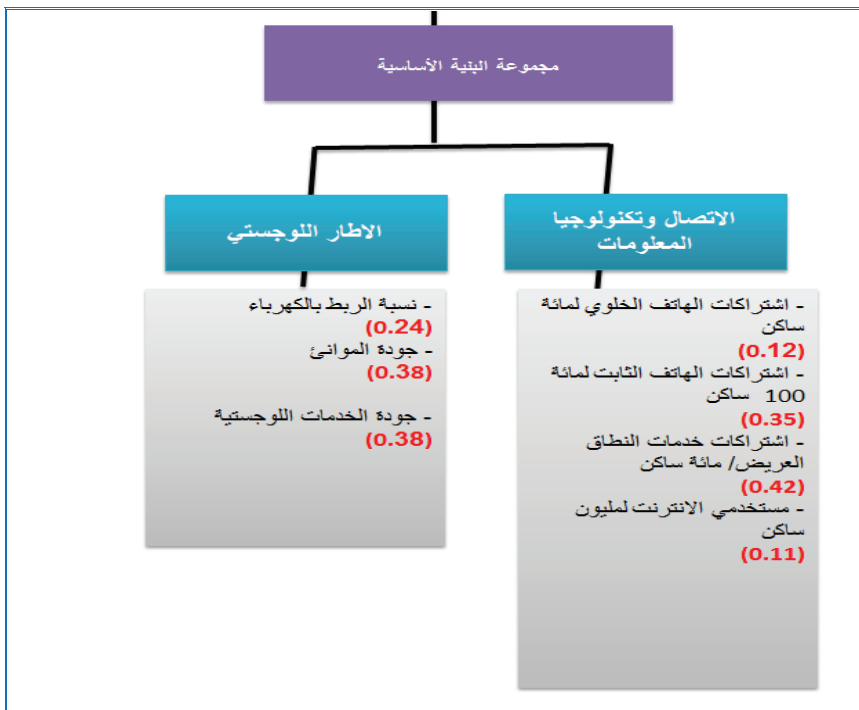 مجموعة البنية الأساسية
الاتصال وتكنولوجيا
المعلومات
- اشتراكات الهاتف الخلوي لمائة
ساكن
(0.12)
- اشتراكات الهاتف الثابت لمائة
100 ساكن
(0.35)
- اشتراكات خدمات النطاق
العريض/ مائة ساكن
(0.42)
- مستخدمي الانترنت لمليون
ساكن
(0.11)
الاطار اللوجستي
- نسبة الربط بالكهرباء
(0.24)
- جودة الموانئ
(0.38)
- جودة الخدمات اللوجستية
(0.38)